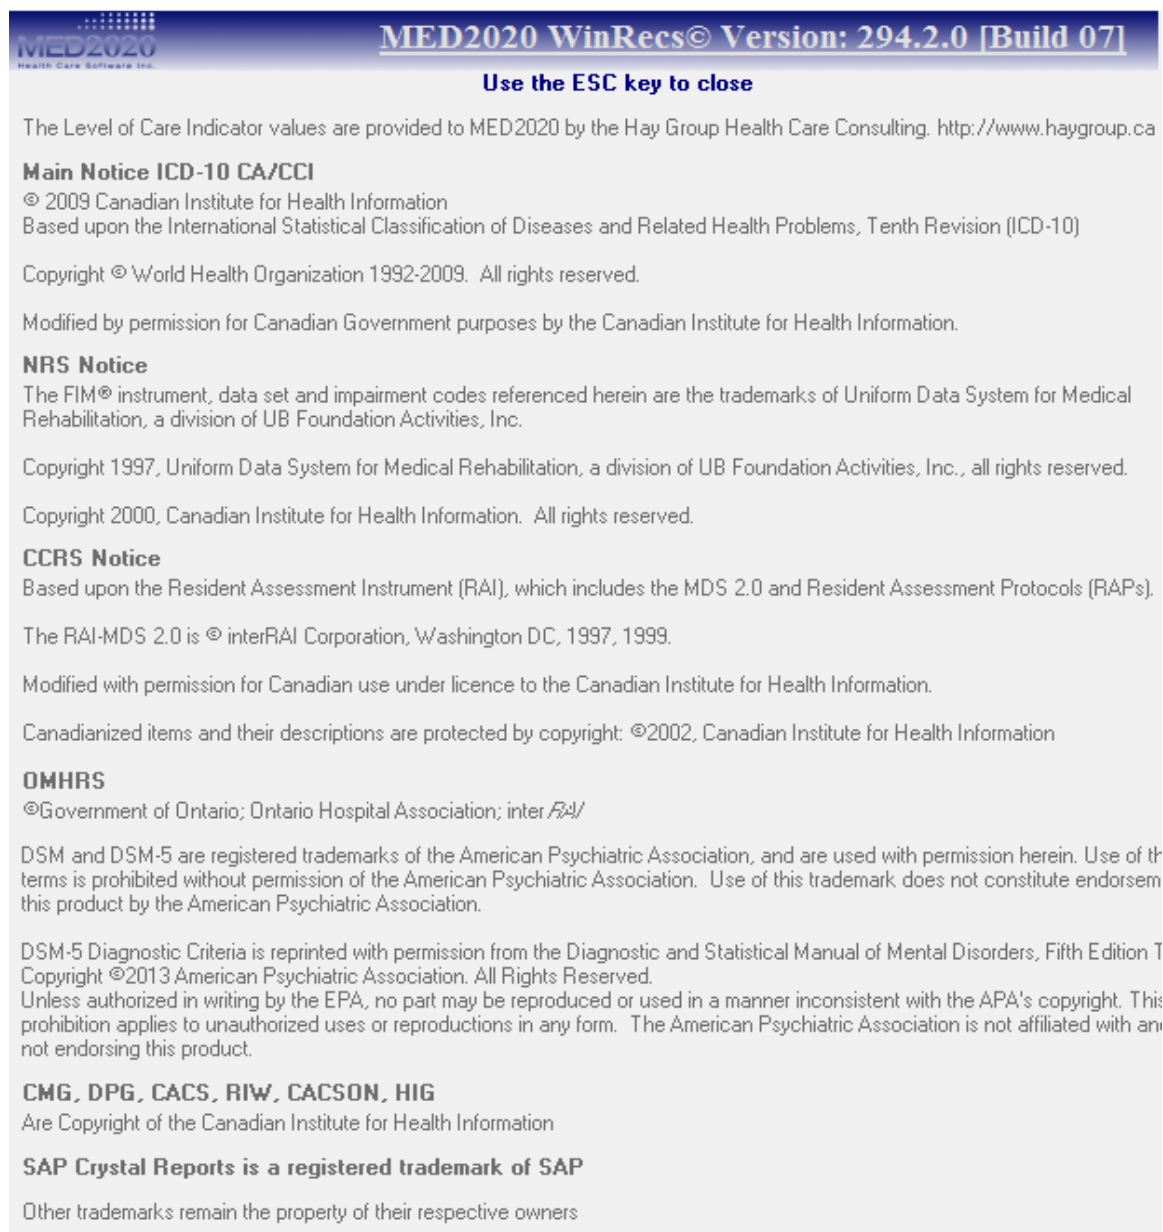 MED2020
Health Care Software Inc.
MED2020 WinRecs© Version: 294.2.0 [Build 07]
Use the ESC key to close
The Level of Care Indicator values are provided to MED2020 by the Hay Group Health Care Consulting. http://www.haygroup.ca
Main Notice ICD-10 CA/CCI
© 2009 Canadian Institute for Health Information
Based upon the International Statistical Classification of Diseases and Related Health Problems, Tenth Revision (ICD-10)
Copyright © World Health Organization 1992-2009. All rights reserved.
Modified by permission for Canadian Government purposes by the Canadian Institute for Health Information.
NRS Notice
The FIM® instrument, data set and impairment codes referenced herein are the trademarks of Uniform Data System for Medical
Rehabilitation, a division of UB Foundation Activities, Inc.
Copyright 1997, Uniform Data System for Medical Rehabilitation, a division of UB Foundation Activities, Inc., all rights reserved.
Copyright 2000, Canadian Institute for Health Information. All rights reserved.
CCRS Notice
Based upon the Resident Assessment Instrument (RAI), which includes the MDS 2.0 and Resident Assessment Protocols (RAPs).
The RAI-MDS 2.0 is © interRAI Corporation, Washington DC, 1997, 1999.
Modified with permission for Canadian use under licence to the Canadian Institute for Health Information.
Canadianized items and their descriptions are protected by copyright: ©2002, Canadian Institute for Health Information
OMHRS
©Government of Ontario; Ontario Hospital Association; inter RAI
DSM and DSM-5 are registered trademarks of the American Psychiatric Association, and are used with permission herein. Use of th
terms is prohibited without permission of the American Psychiatric Association. Use of this trademark does not constitute endorsem
this product by the American Psychiatric Association.
DSM-5 Diagnostic Criteria is reprinted with permission from the Diagnostic and Statistical Manual of Mental Disorders, Fifth Edition T
Copyright ©2013 American Psychiatric Association. All Rights Reserved.
Unless authorized in writing by the EPA, no part may be reproduced or used in a manner inconsistent with the APA's copyright. This
prohibition applies to unauthorized uses or reproductions in any form. The American Psychiatric Association is not affiliated with an
not endorsing this product.
CMG, DPG, CACS, RIW, CACSON, HIG
Are Copyright of the Canadian Institute for Health Information
SAP Crystal Reports is a registered trademark of SAP
Other trademarks remain the property of their respective owners